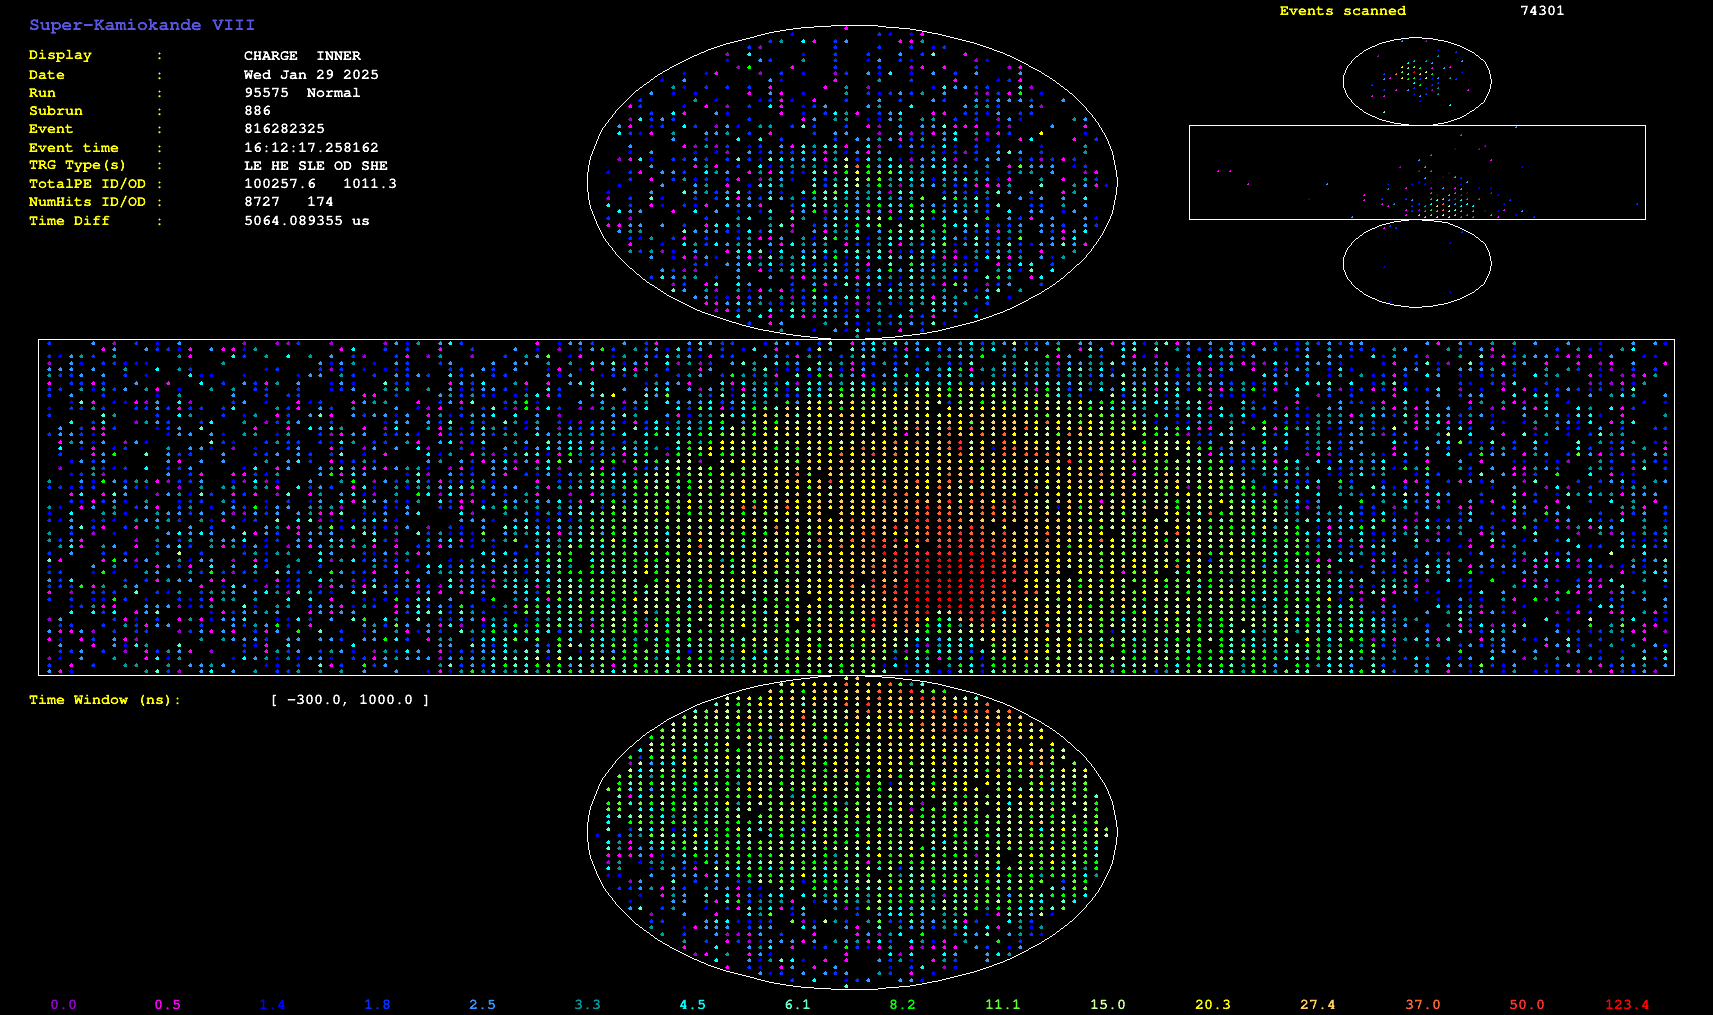 Super-Kamiokande VIII
Display : CHARGE INNER
Date : Wed Jan 29 2025
Run : 95575 Normal
Subrun : 886
Event : 816282325
Event time : 16:12:17.258162
TRG Type(s) : LE HE SLE OD SHE
TotalPE ID/OD : 100257.6 1011.3
NumHits ID/OD : 8727 174
Time Diff : 5064.089355 us
Events scanned 74301
Time Window (ns): [ -300.0, 1000.0 ]
0.0 0.5 1.4 1.8 2.5 3.3 4.5 6.1 8.2 11.1 15.0 20.3 27.4 37.0 50.0 123.4